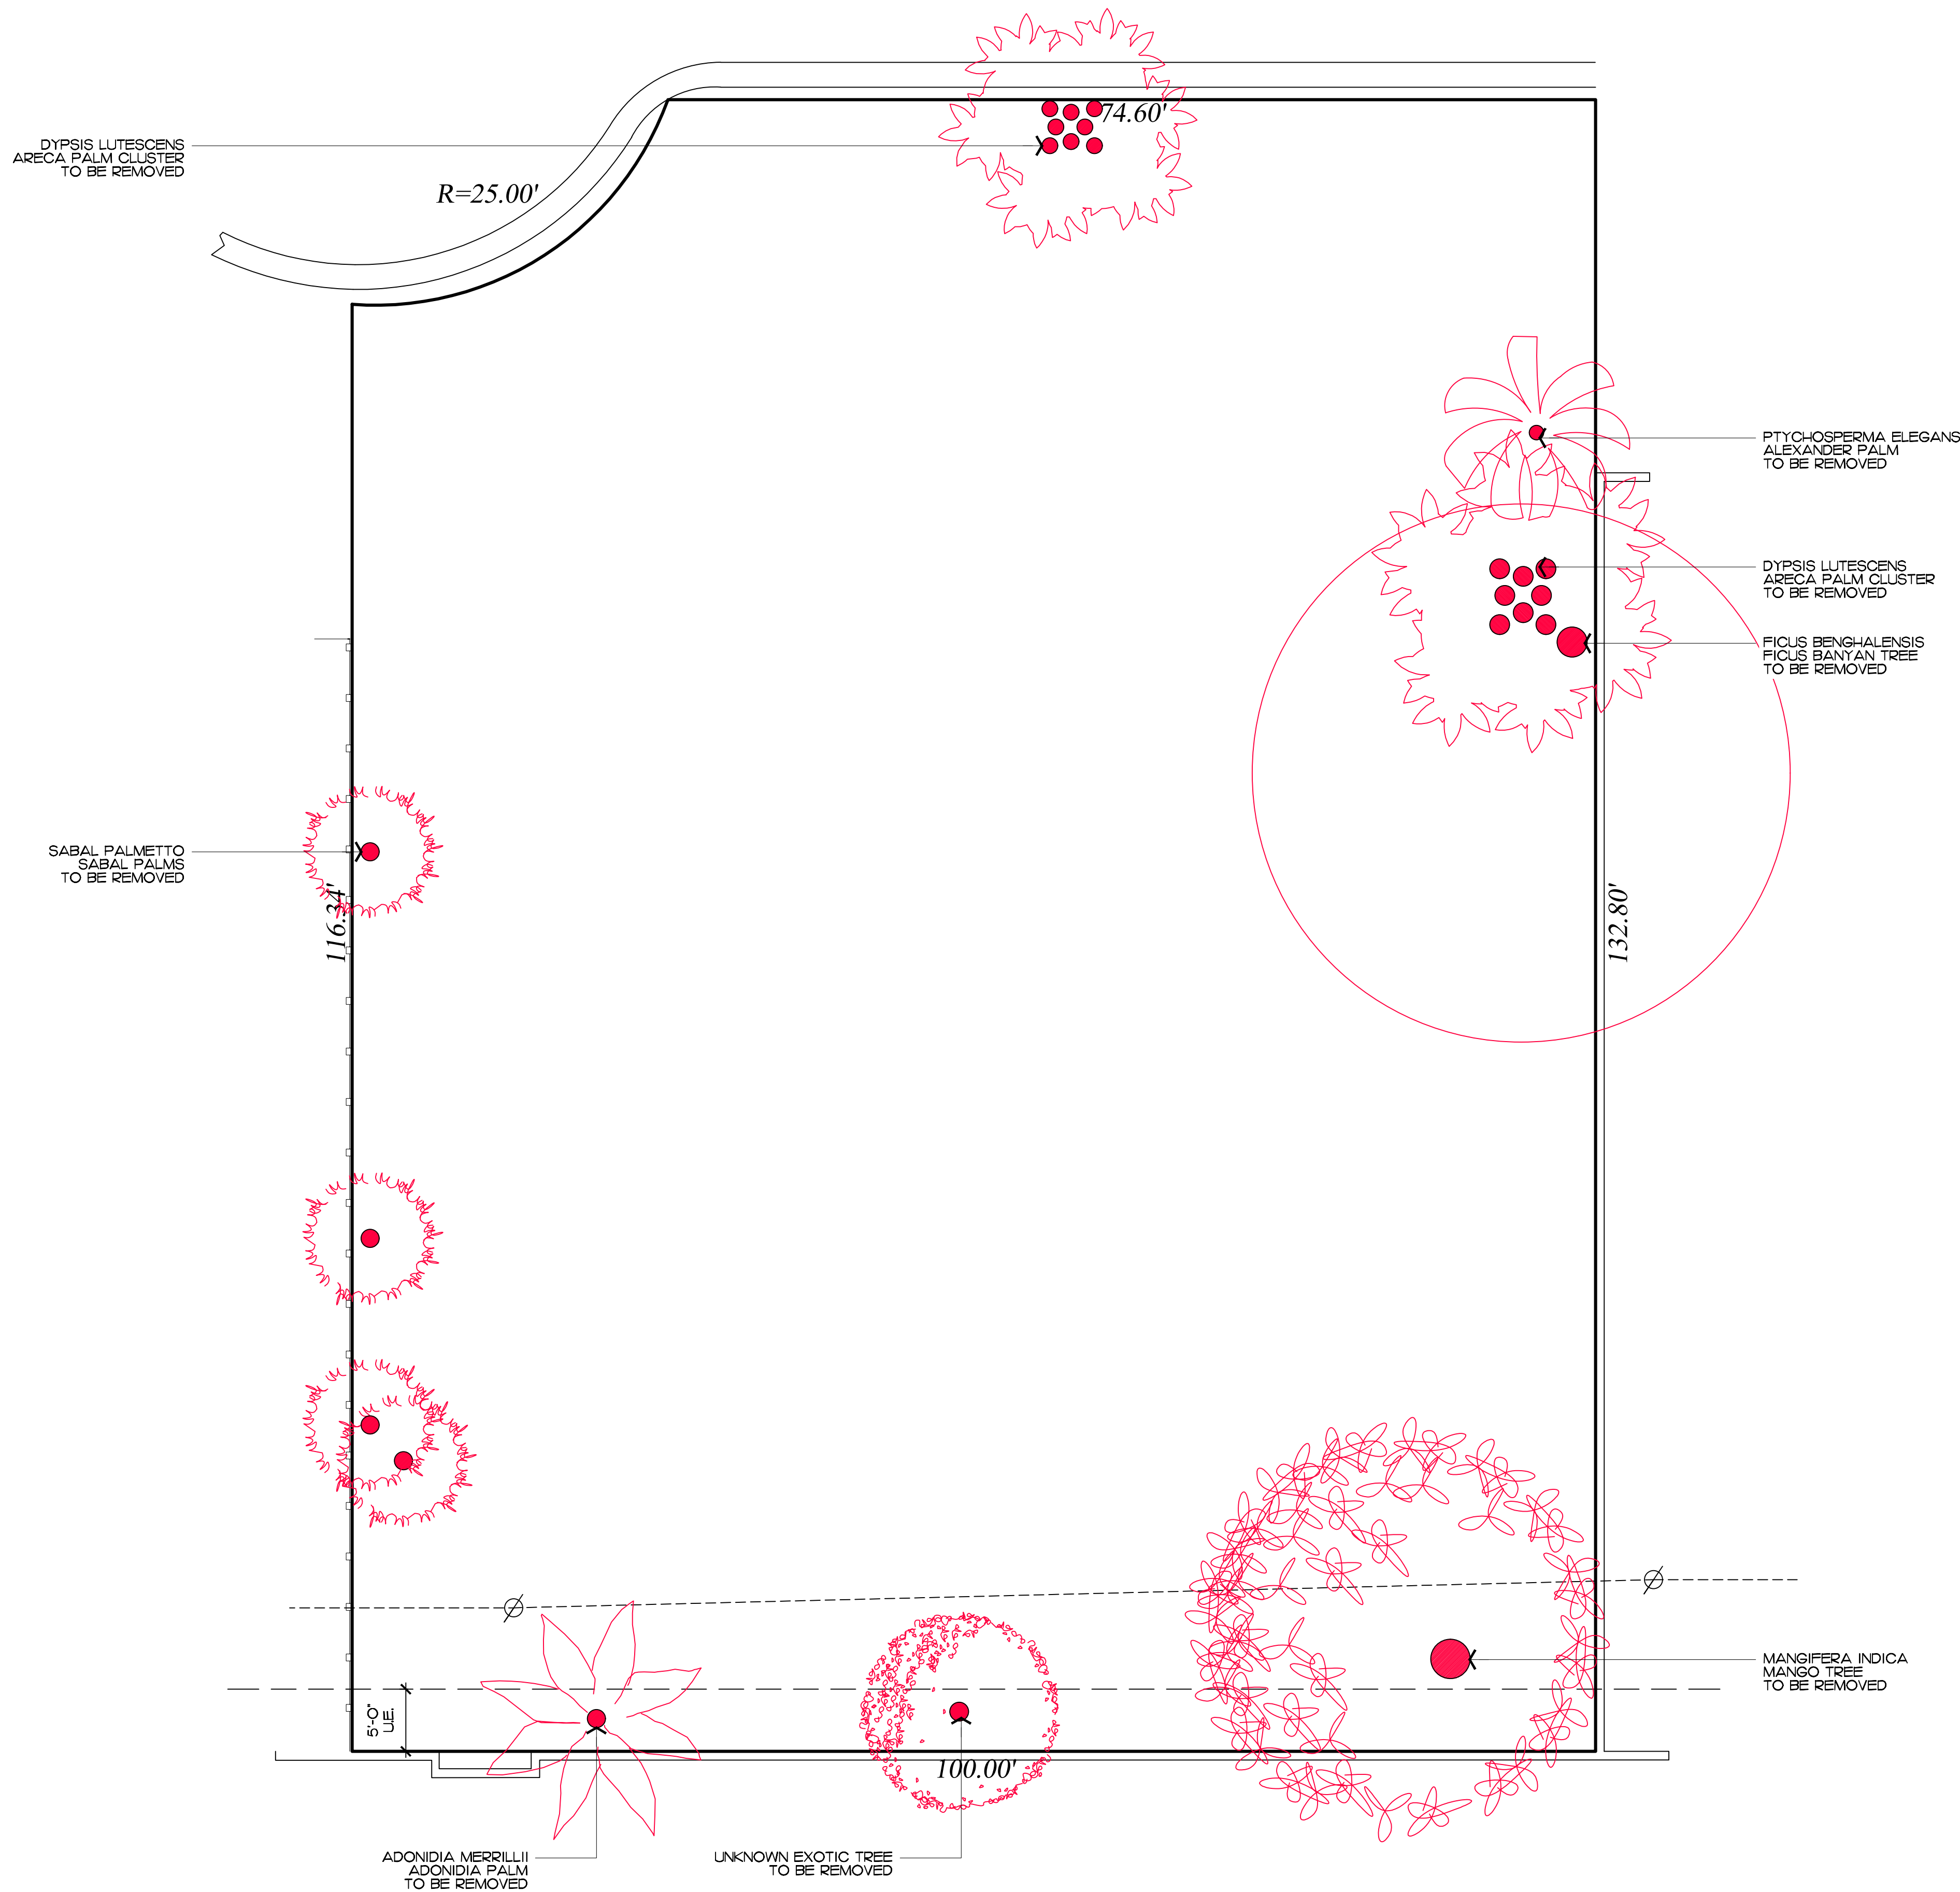 74.60'
DYPSIS LUTESCENS
ARECA PALM CLUSTER
TO BE REMOVED
R=25.00'
PTYCHOSPERMA ELEGANS
ALEXANDER PALM
TO BE REMOVED
DYPSIS LUTESCENS
ARECA PALM CLUSTER
TO BE REMOVED
FICUS BENGHALENSIS
FICUS BANYAN TREE
TO BE REMOVED
SABAL PALMETTO
SABAL PALMS
TO BE REMOVED
116.34'
132.80'
MANGIFERA INDICA
MANGO TREE
TO BE REMOVED
5'-0"
U.E.
100.00'
ADONIDIA MERRILLII
ADONIDIA PALM
TO BE REMOVED
UNKNOWN EXOTIC TREE
TO BE REMOVED